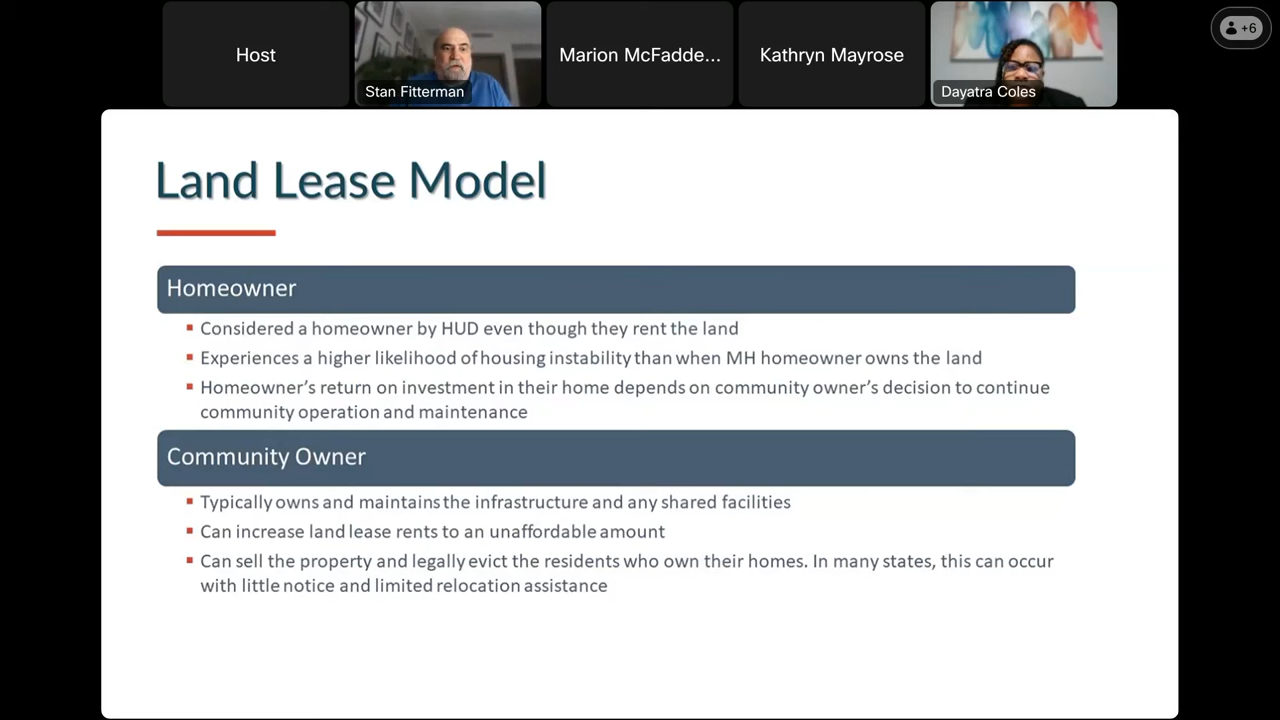 Host
Stan Fitterman
Marion McFadde...
Kathryn Mayrose
Dayatra Coles
+6
Land Lease Model
Homeowner
▪ Considered a homeowner by HUD even though they rent the land
▪ Experiences a higher likelihood of housing instability than when MH homeowner owns the land
▪ Homeowner’s return on investment in their home depends on community owner’s decision to continue
community operation and maintenance
Community Owner
▪ Typically owns and maintains the infrastructure and any shared facilities
▪ Can increase land lease rents to an unaffordable amount
▪ Can sell the property and legally evict the residents who own their homes. In many states, this can occur
with little notice and limited relocation assistance